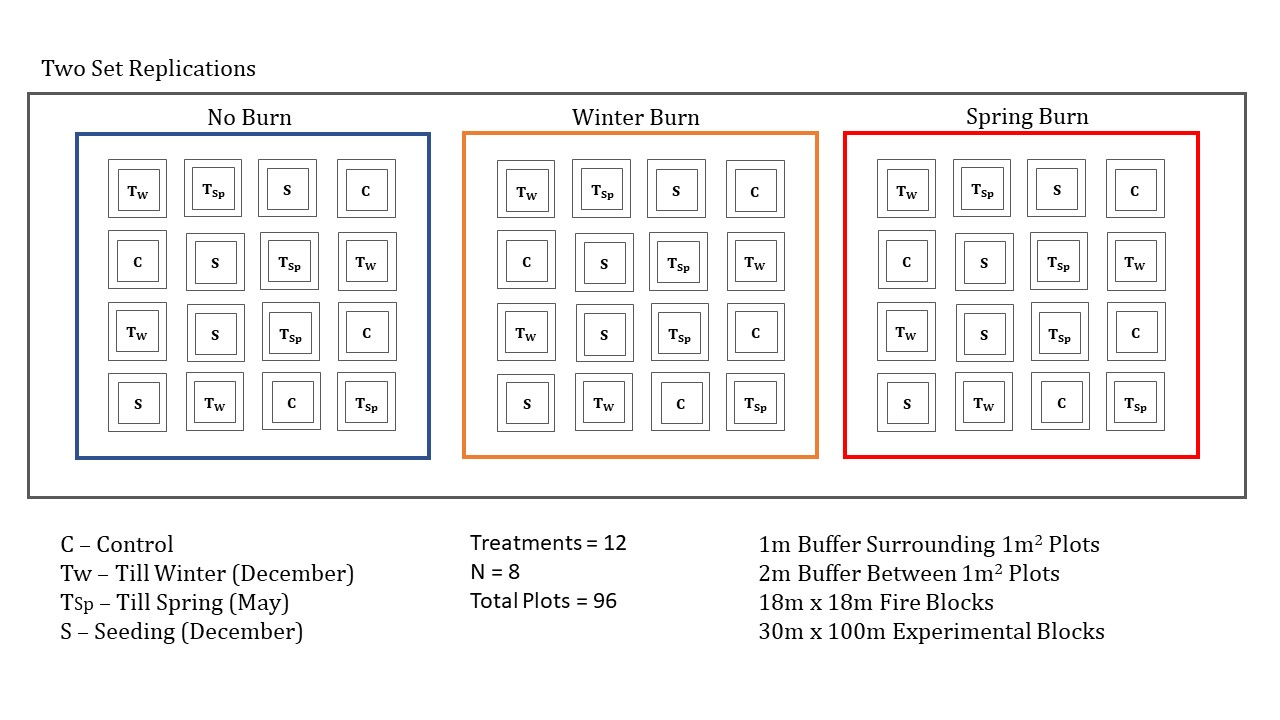 Two Set Replications
No Burn
Winter Burn
Spring Burn
Tw Tsp S C
Tw Tsp S C
Tw Tsp S C
C S Tsp Tw
C S Tsp Tw
C S Tsp Tw
Tw S Tsp C
Tw S Tsp C
Tw S Tsp C
S Tw C Tsp
S Tw C Tsp
S Tw C Tsp
C – Control
Tw – Till Winter (December)
TSp – Till Spring (May)
S – Seeding (December)
Treatments = 12
N = 8
Total Plots = 96
1m Buffer Surrounding 1m² Plots
2m Buffer Between 1m² Plots
18m x 18m Fire Blocks
30m x 100m Experimental Blocks